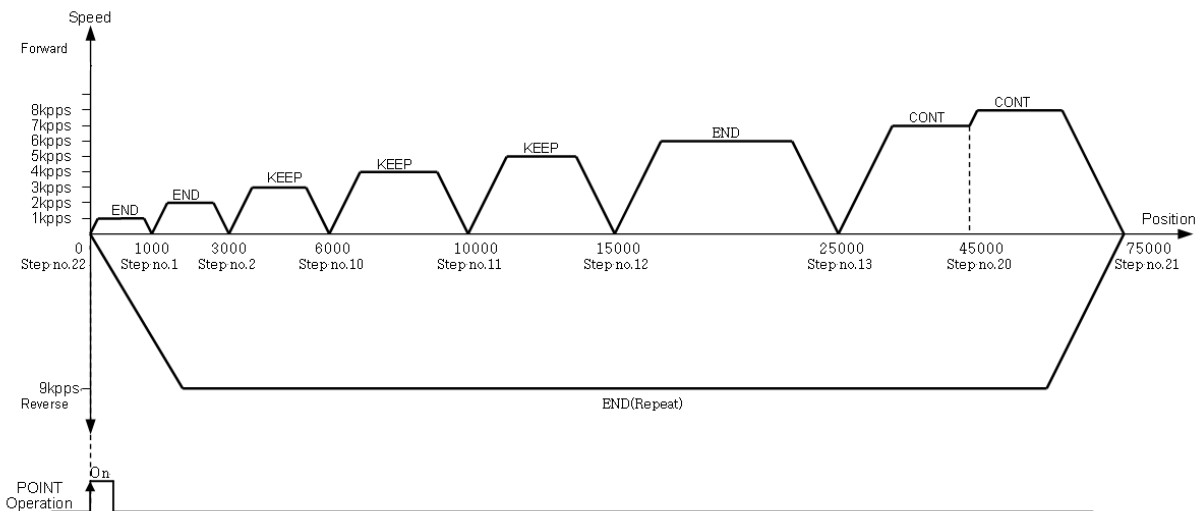 Speed
Forward
8kpps
7kpps
6kpps
5kpps
4kpps
3kpps
2kpps
1kpps
END
END
KEEP
KEEP
KEEP
END
CONT
CONT
Position
0
1000
3000
6000
10000
15000
25000
45000
75000
Step no.22
Step no.1
Step no.2
Step no.10
Step no.11
Step no.12
Step no.13
Step no.20
Step no.21
9kpps
Reverse
END(Repeat)
On
POINT
Operation